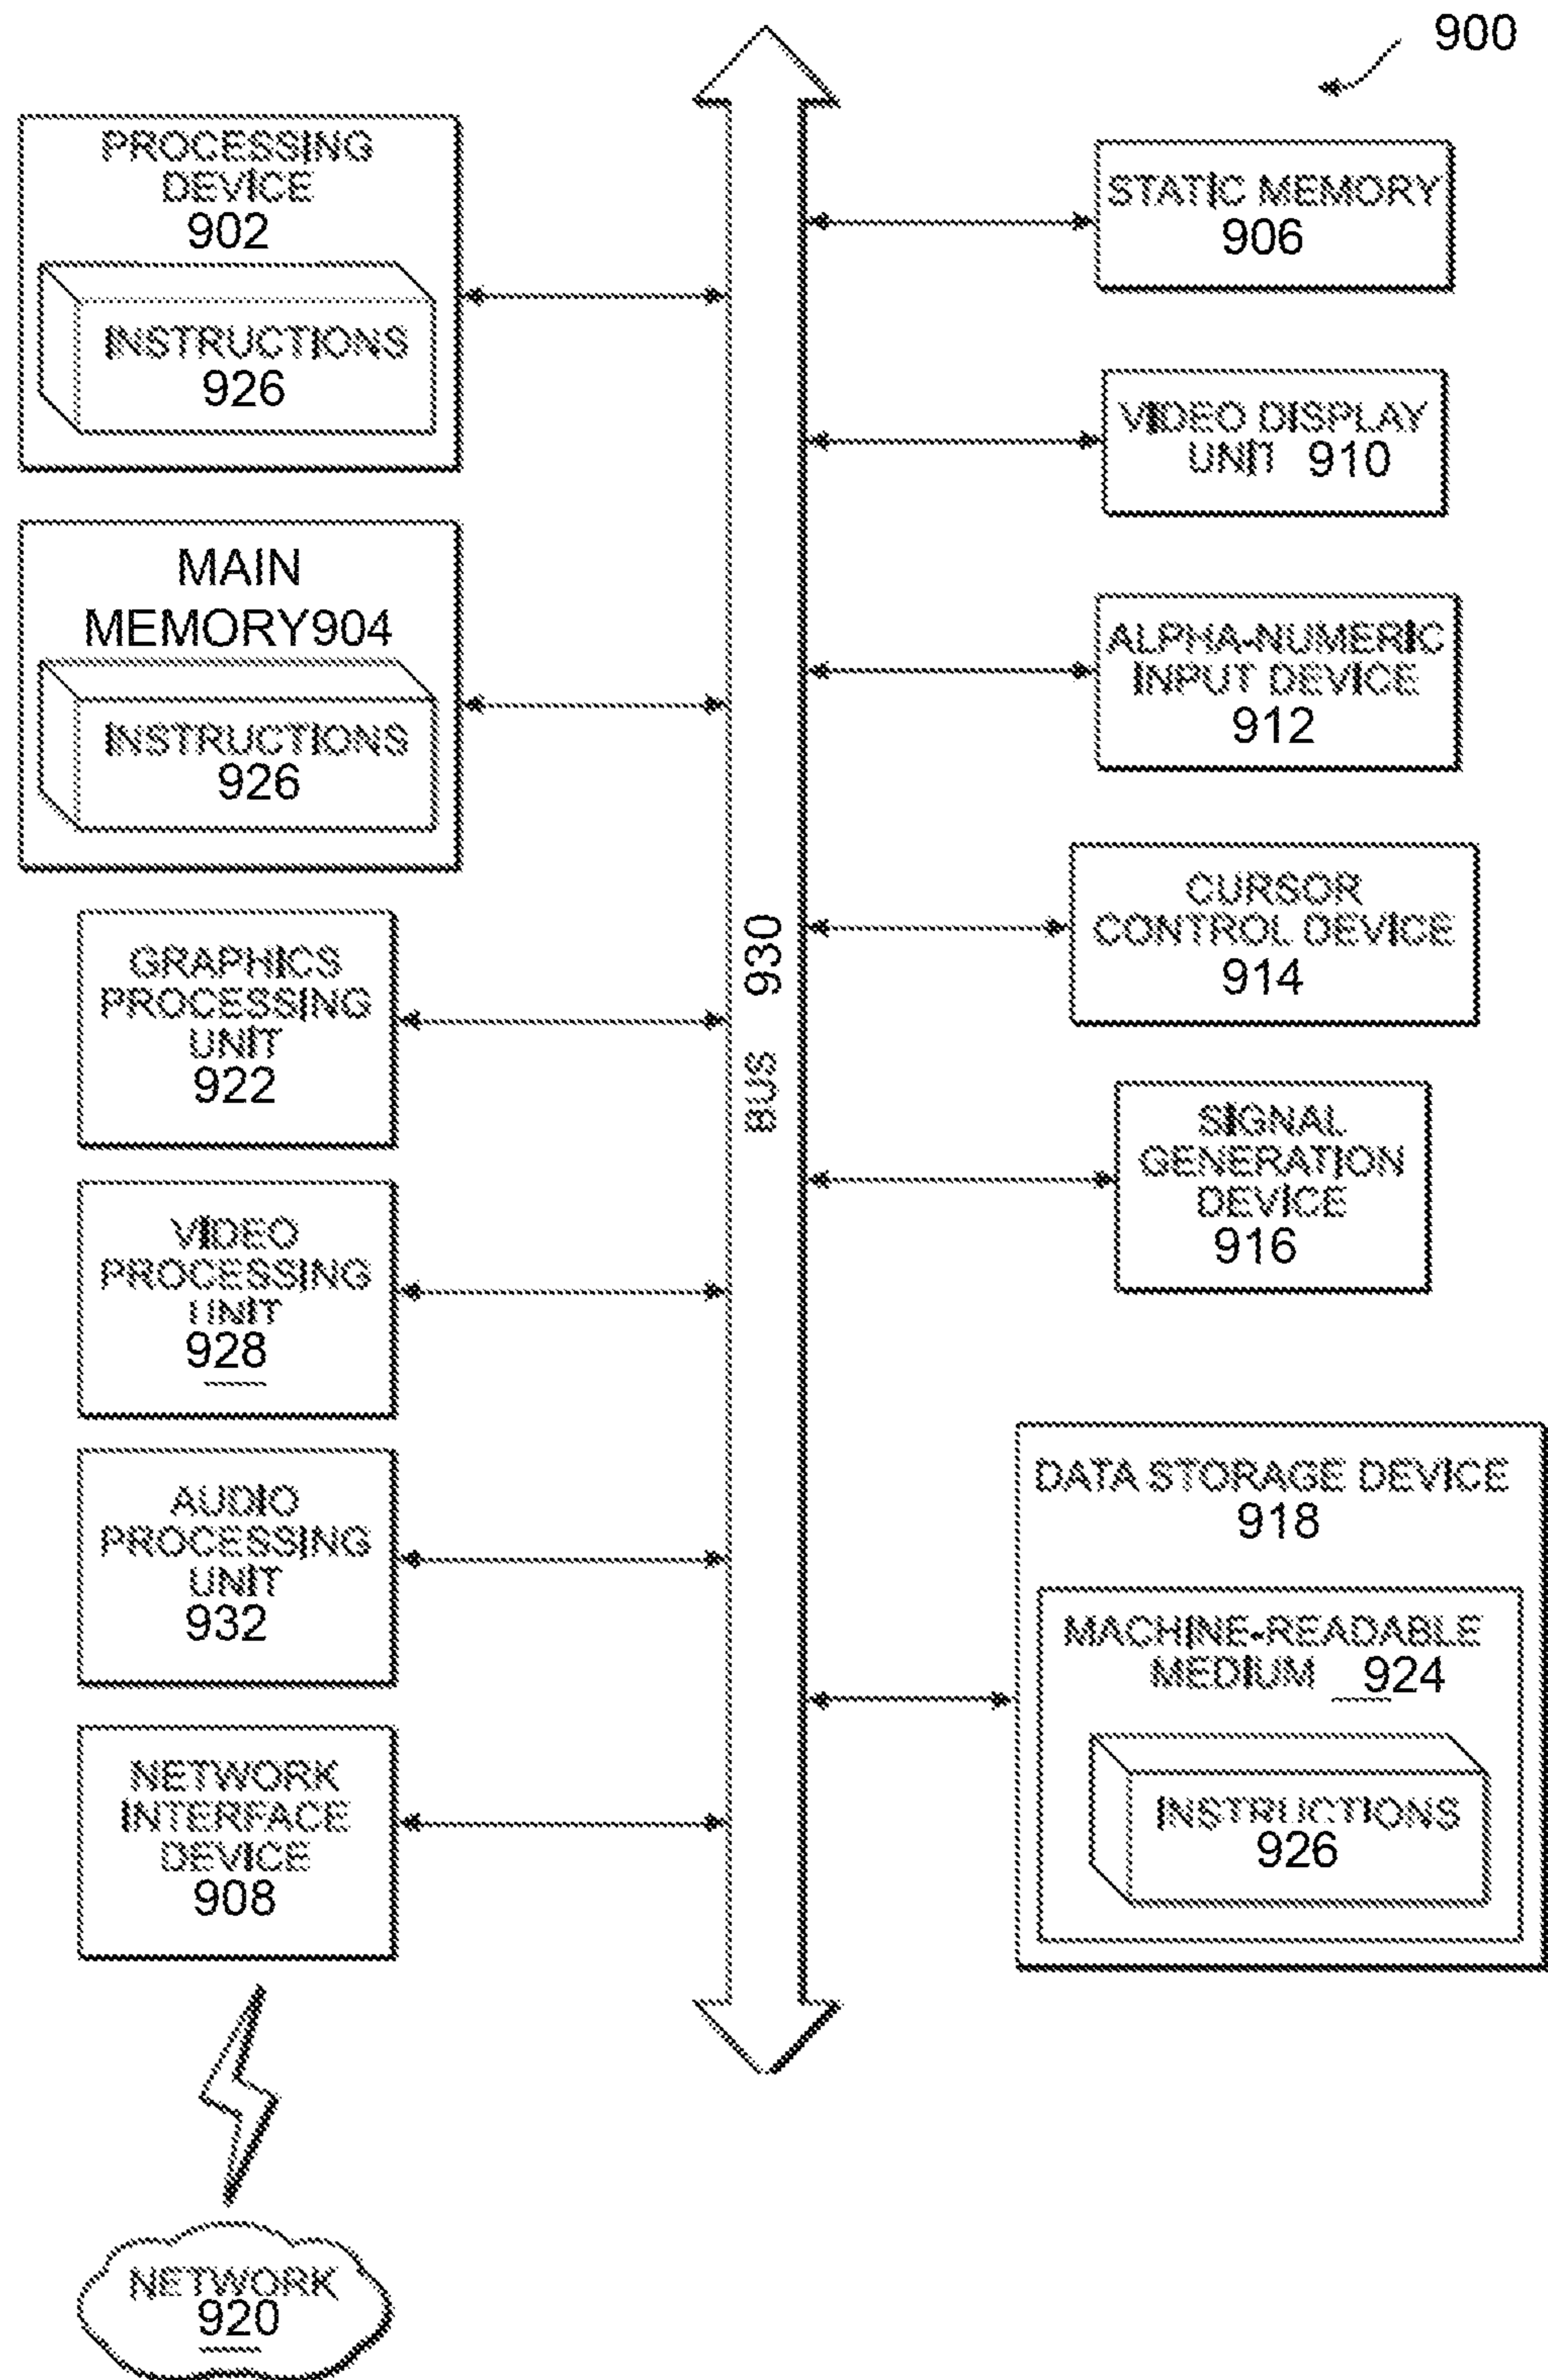 900
PROCESSING
DEVICE
902
INSTRUCTIONS
926
MAIN
MEMORY904
INSTRUCTIONS
926
GRAPHICS
PROCESSING
UNIT
922
VIDEO
PROCESSING
UNIT
928
AUDIO
PROCESSING
UNIT
932
NETWORK
INTERFACE
DEVICE
908
NETWORK
920
BUS 930
STATIC MEMORY
906
VIDEO DISPLAY
UNIT 910
ALPHA-NUMERIC
INPUT DEVICE
912
CURSOR
CONTROL DEVICE
914
SIGNAL
GENERATION
DEVICE
916
DATA STORAGE DEVICE
918
MACHINE-READABLE
MEDIUM 924
INSTRUCTIONS
926